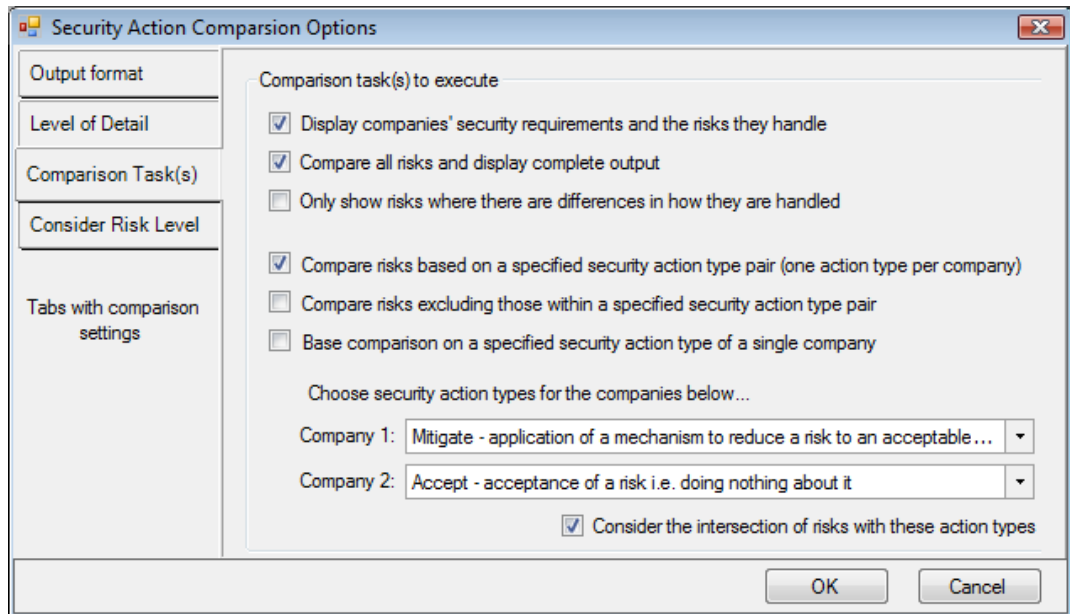 Security Action Comparsion Options
Output format
Level of Detail
Comparison Task(s)
Consider Risk Level
Tabs with comparison
settings
Comparison task(s) to execute
Display companies' security requirements and the risks they handle
Compare all risks and display complete output
Only show risks where there are differences in how they are handled
Compare risks based on a specified security action type pair (one action type per company)
Compare risks excluding those within a specified security action type pair
Base comparison on a specified security action type of a single company
Choose security action types for the companies below...
Company 1: Mitigate - application of a mechanism to reduce a risk to an acceptable...
Company 2: Accept - acceptance of a risk i.e. doing nothing about it
Consider the intersection of risks with these action types
OK Cancel